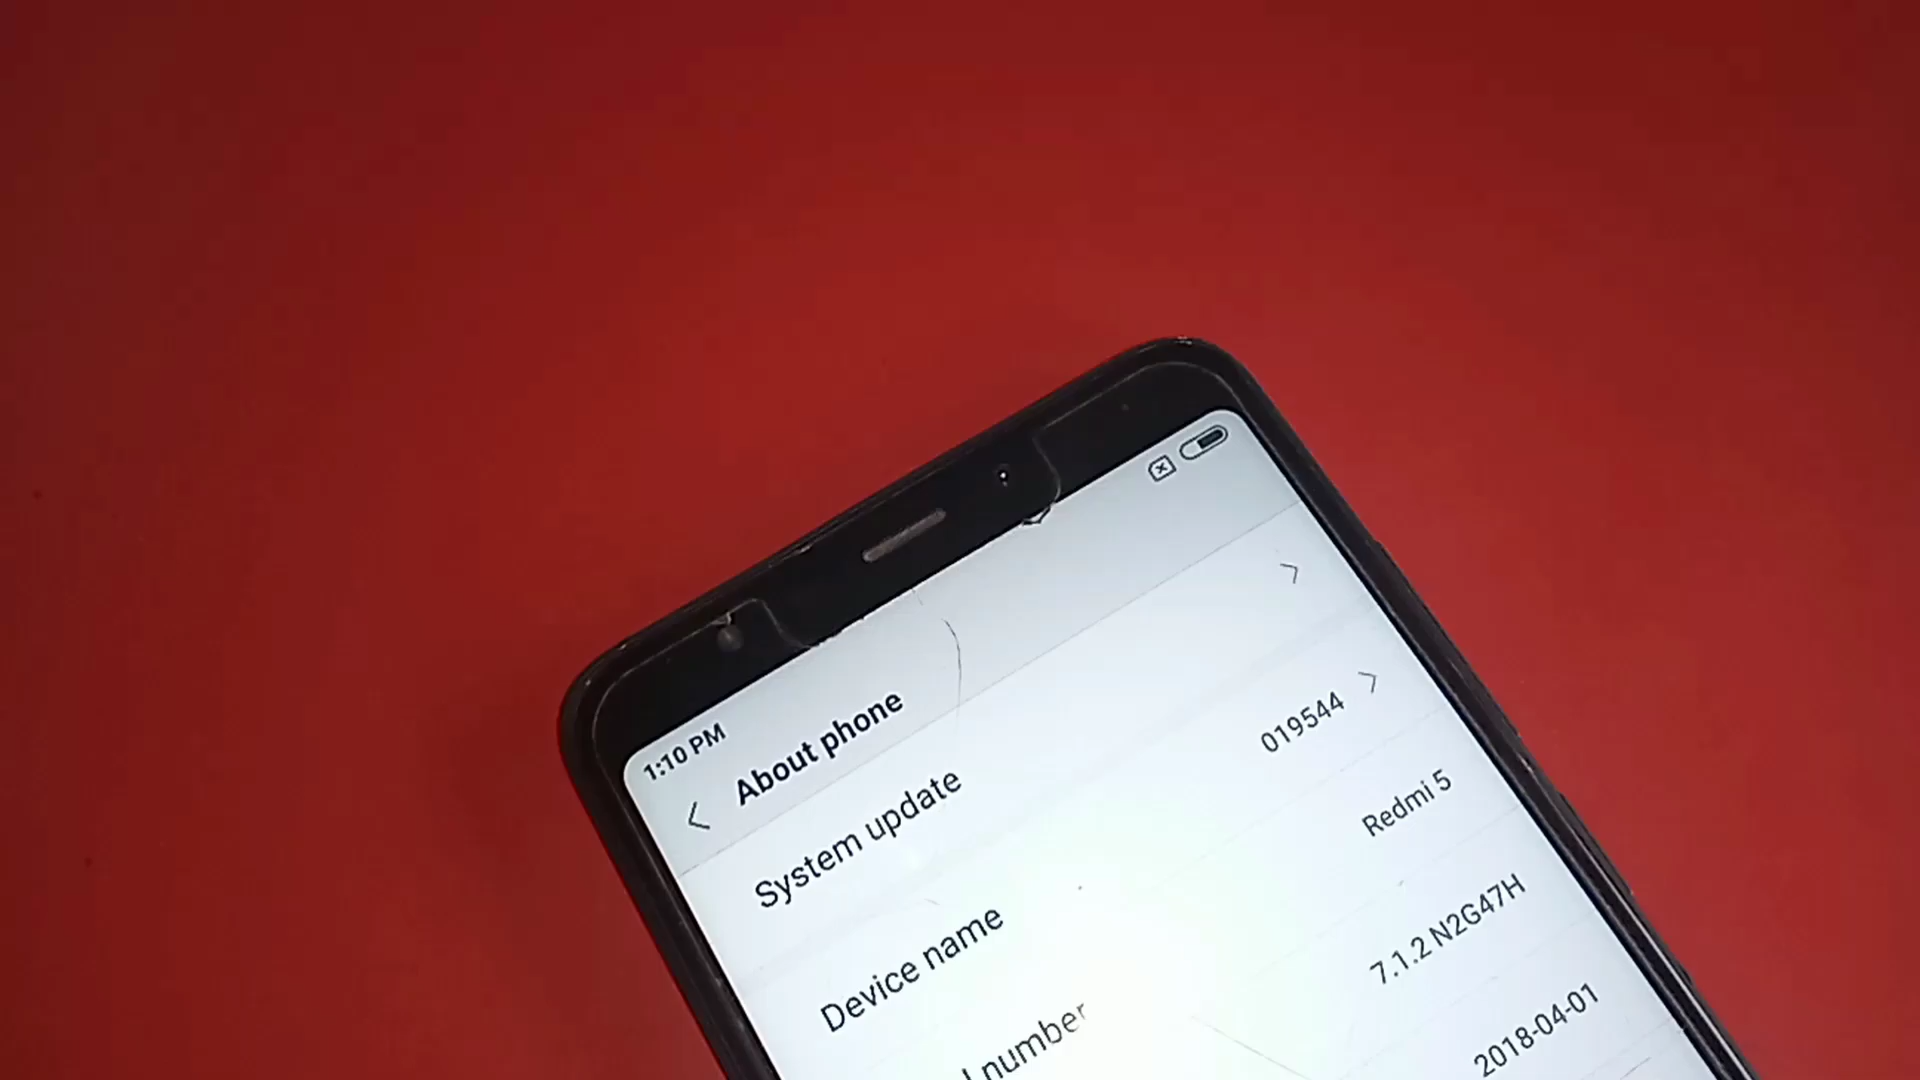 1:10 PM
About phone
System update
Device name 019544
number Redmi 5
7.1.2 N2G47H
2018-04-01